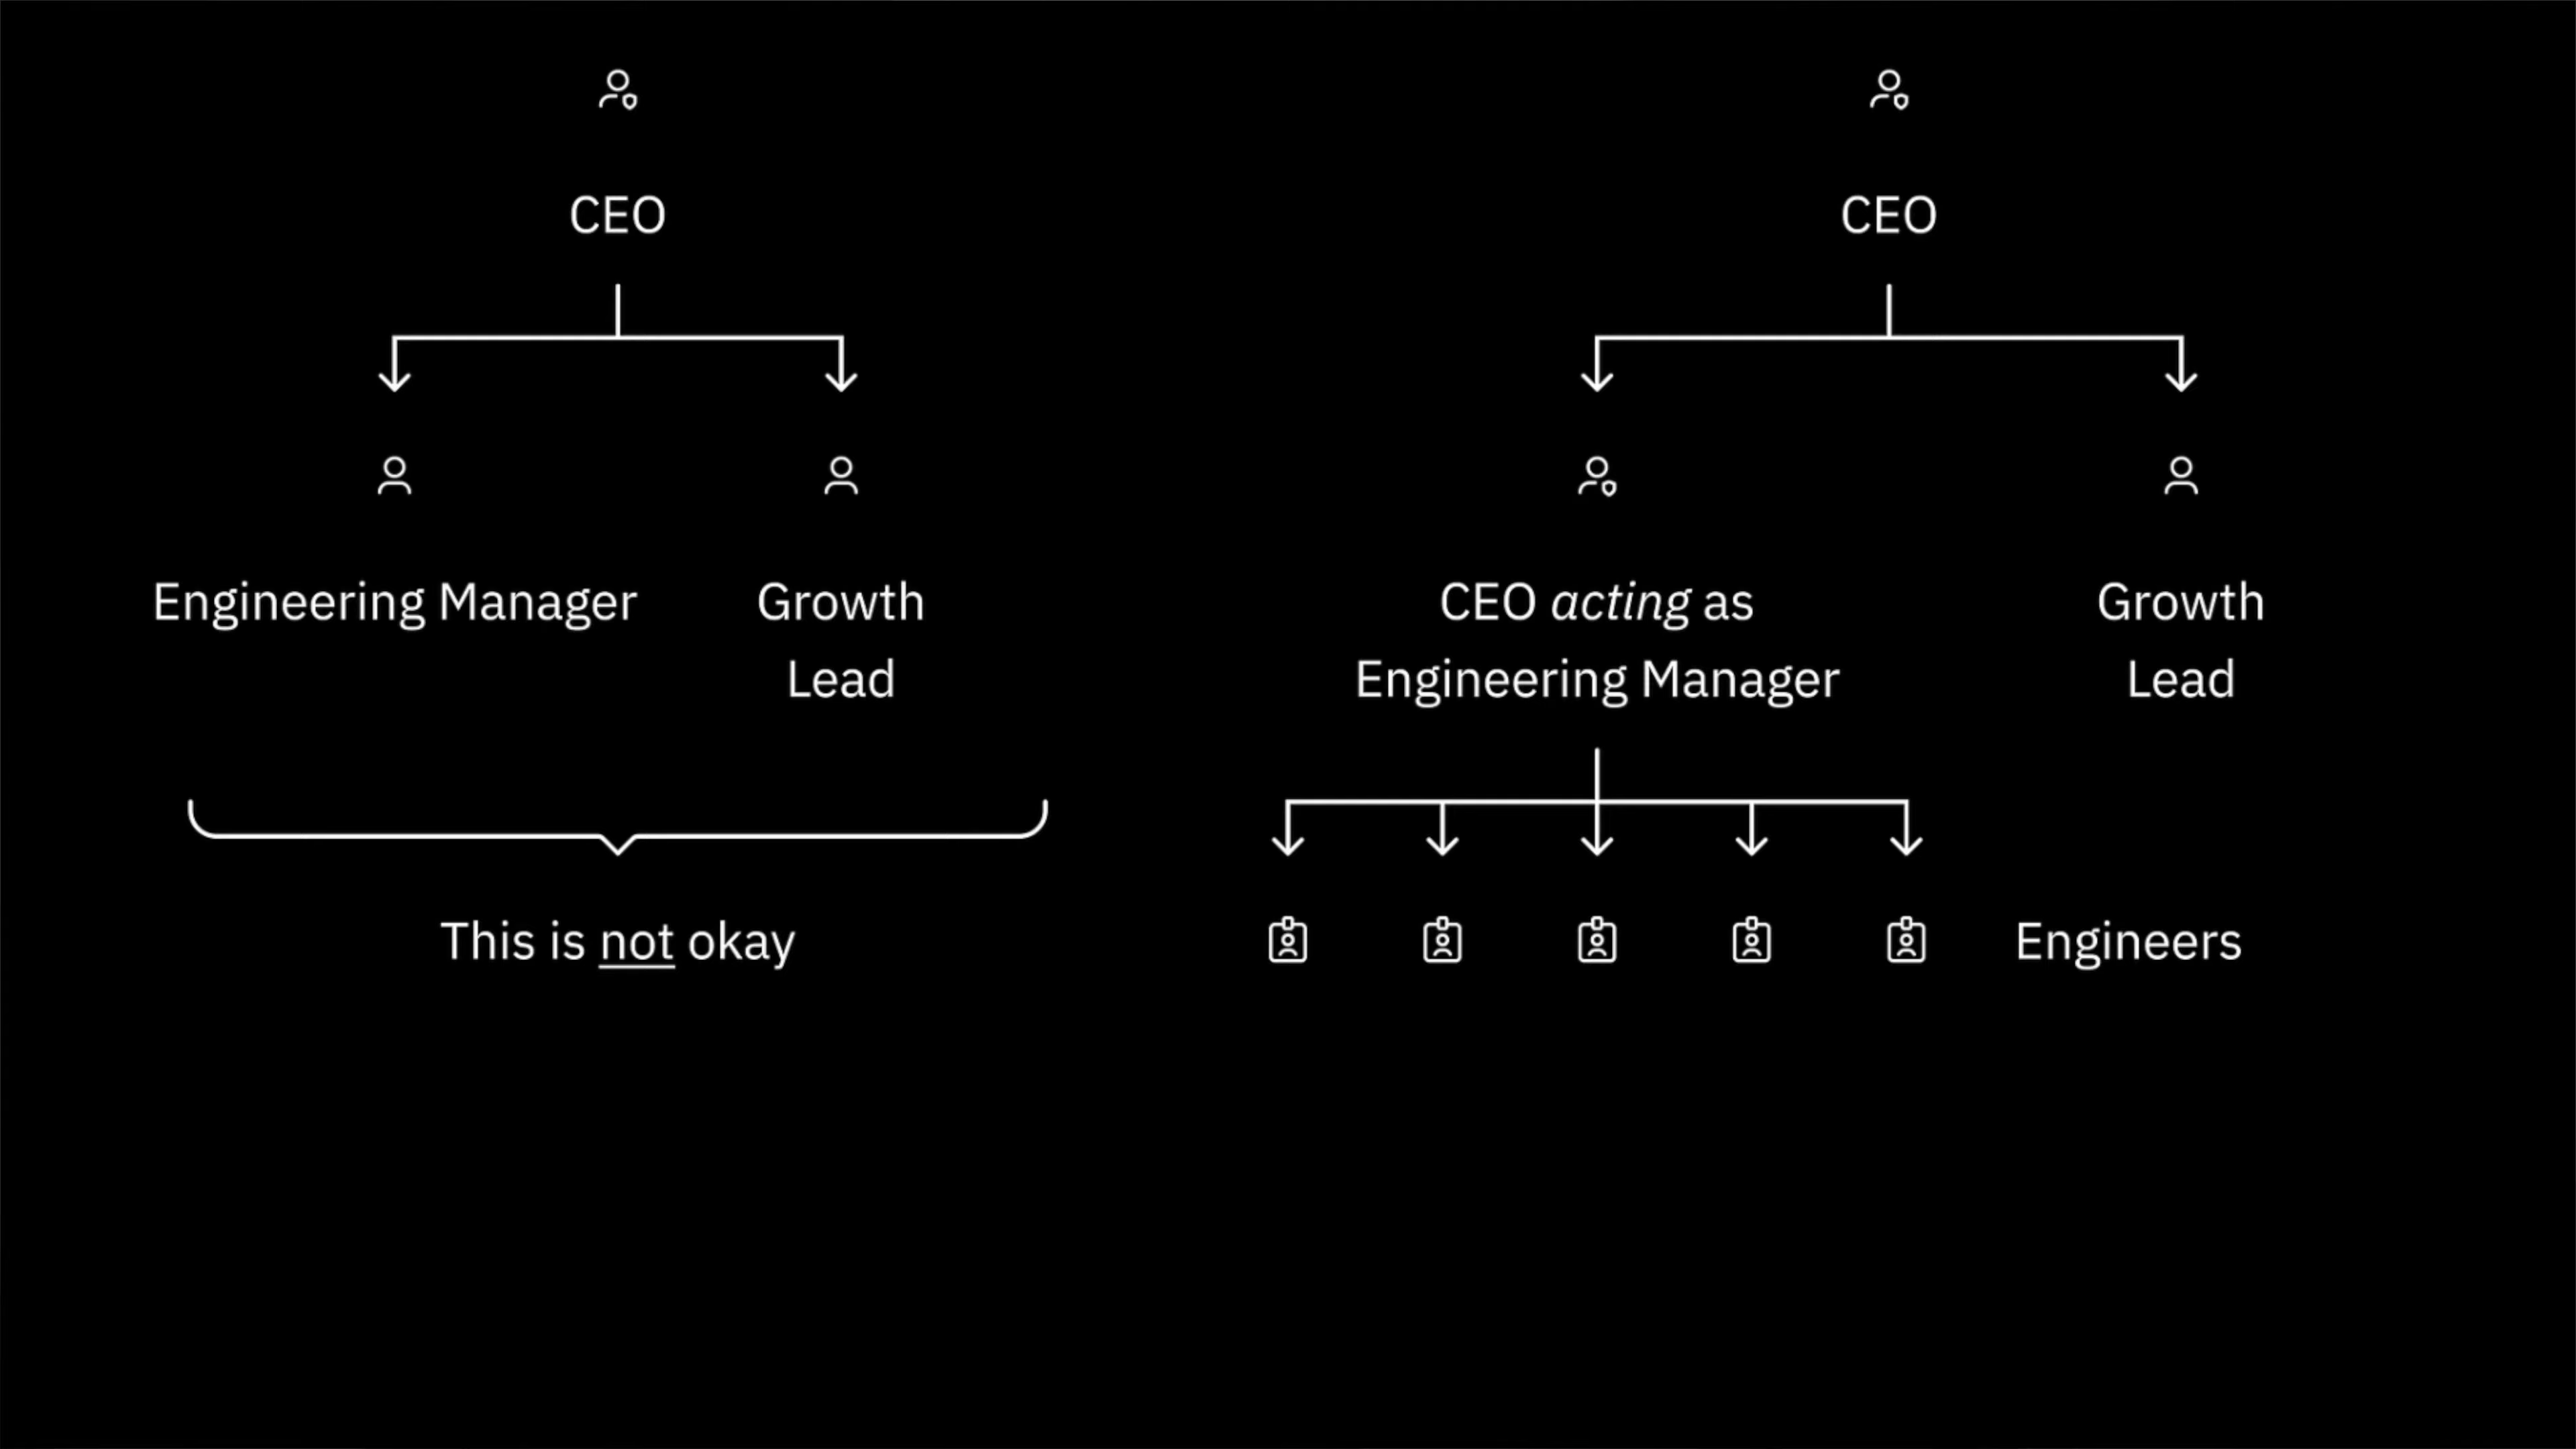 CEO
Engineering Manager
Growth
Lead
This is not okay
CEO
CEO acting as
Engineering Manager
Growth
Lead
Engineers